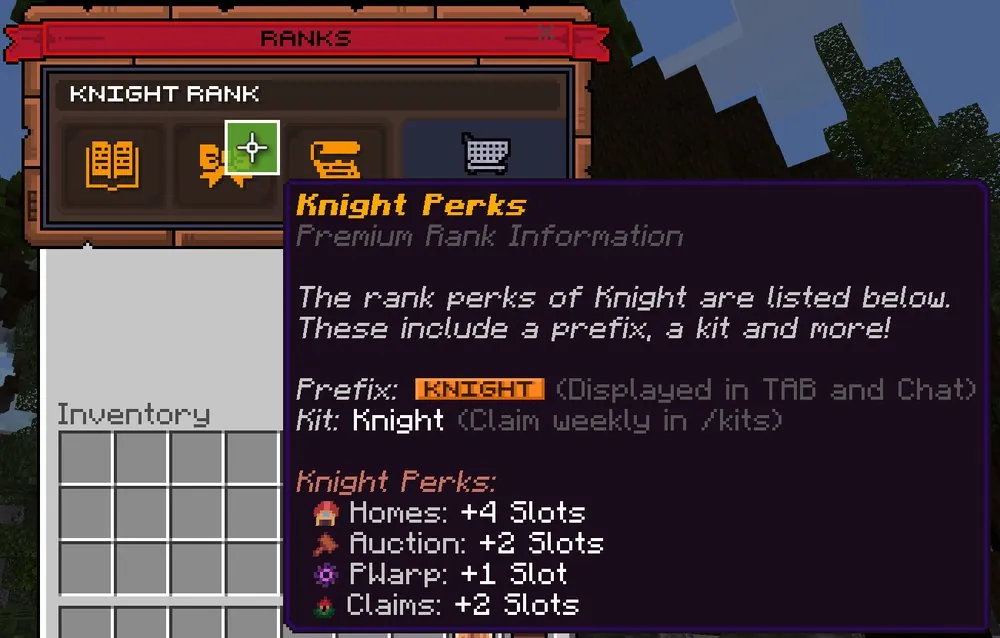 RANKS
KNIGHT RANK
Knight Perks
Premium Rank Information
The rank perks of Knight are listed below.
These include a prefix, a kit and more!
Prefix: KNIGHT (Displayed in TAB and Chat)
Kit: Knight (Claim weekly in /kits)
Inventory
Knight Perks:
Homes: +4 Slots
Auction: +2 Slots
PWarp: +1 Slot
Claims: +2 Slots